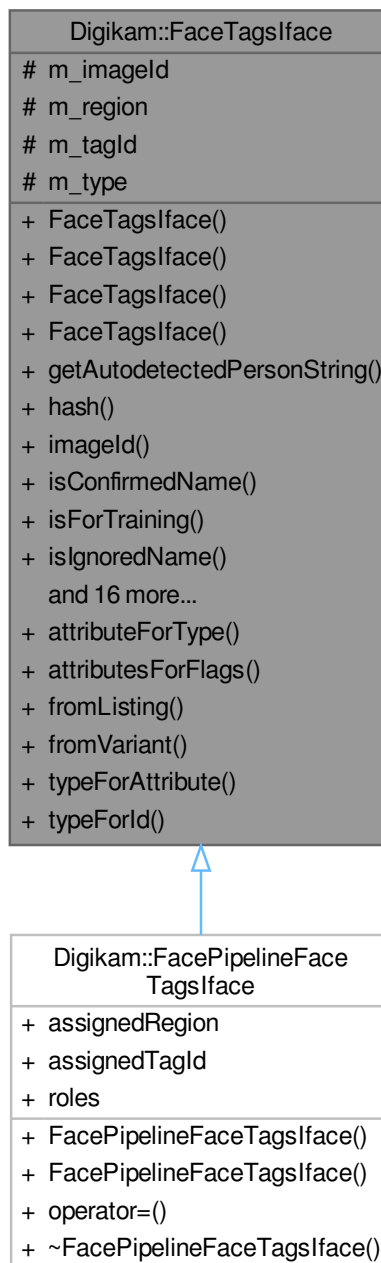 Digikam::FaceTagsIface
# m_imageId
# m_region
# m_tagId
# m_type
+ FaceTagsIface()
+ FaceTagsIface()
+ FaceTagsIface()
+ FaceTagsIface()
+ getAutodetectedPersonString()
+ hash()
+ imageId()
+ isConfirmedName()
+ isForTraining()
+ isIgnoredName()
and 16 more...
+ attributeForType()
+ attributesForFlags()
+ fromListing()
+ fromVariant()
+ typeForAttribute()
+ typeForId()
Digikam::FacePipelineFace
TagsIface
+ assignedRegion
+ assignedTagId
+ roles
+ FacePipelineFaceTagsIface()
+ FacePipelineFaceTagsIface()
+ operator=()
+ ~FacePipelineFaceTagsIface()